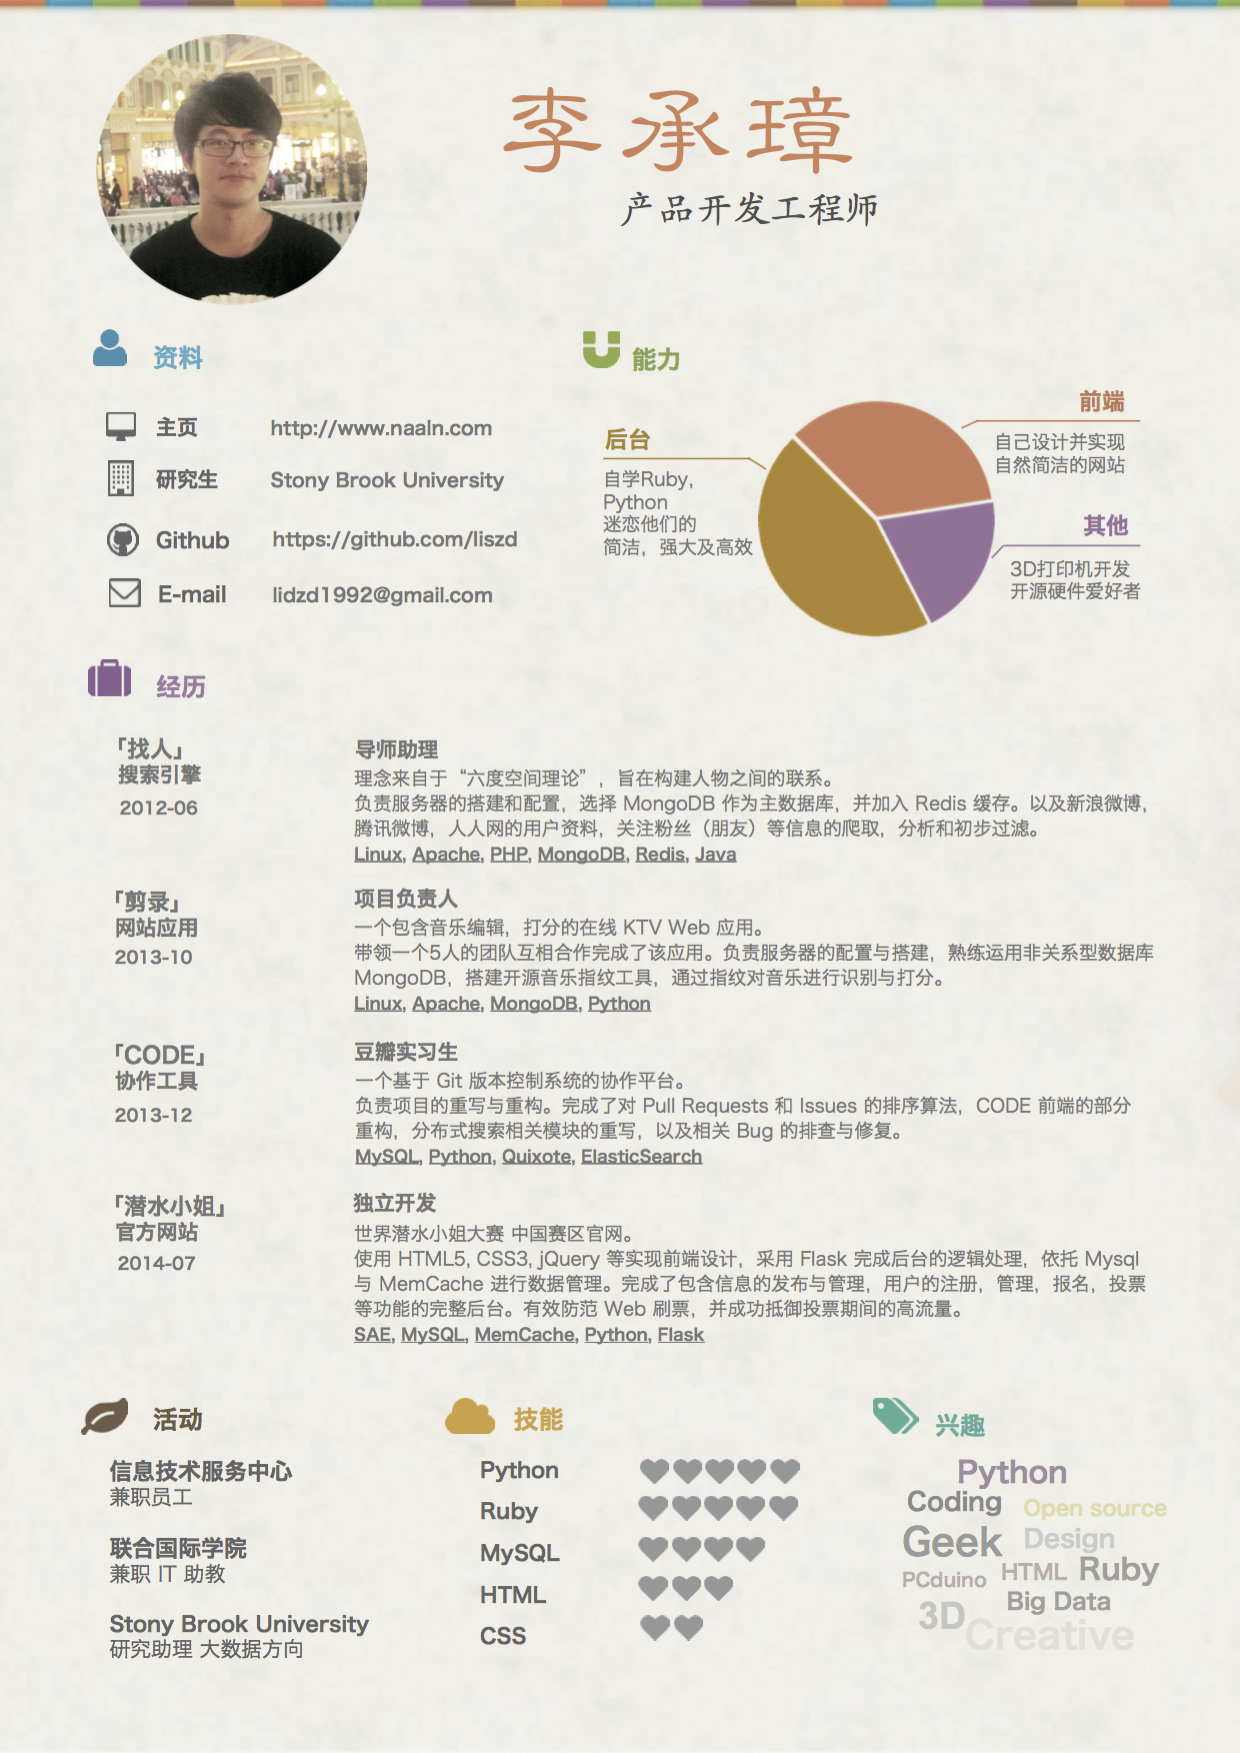 李承璋
产品开发工程师
资料
主页 http://www.naaln.com
研究生 Stony Brook University
Github https://github.com/liszd
E-mail lidzd1992@gmail.com
能力
前端
自己设计并实现
自然简洁的网站
后台
自学Ruby,
Python
迷恋他们的
简洁，强大及高效
其他
3D打印机开发
开源硬件爱好者
经历
「找人」
搜索引擎
2012-06
导师助理
理念来自于“六度空间理论”，旨在构建人物之间的联系。
负责服务器的搭建和配置，选择 MongoDB 作为主数据库，并加入 Redis 缓存。以及新浪微博，
腾讯微博，人人网的用户资料，关注粉丝（朋友）等信息的爬取，分析和初步过滤。
Linux, Apache, PHP, MongoDB, Redis, Java
「剪录」
网站应用
2013-10
项目负责人
一个包含音乐编辑，打分的在线 KTV Web 应用。
带领一个5人的团队互相合作完成了该应用。负责服务器的配置与搭建，熟练运用非关系型数据库
MongoDB，搭建开源音乐指纹工具，通过指纹对音乐进行识别与打分。
Linux, Apache, MongoDB, Python
「CODE」
协作工具
2013-12
豆瓣实习生
一个基于 Git 版本控制系统的协作平台。
负责项目的重写与重构。完成了对 Pull Requests 和 Issues 的排序算法，CODE 前端的部分
重构，分布式搜索相关模块的重写，以及相关 Bug 的排查与修复。
MySQL, Python, Quixote, ElasticSearch
「潜水小姐」
官方网站
2014-07
独立开发
世界潜水小姐大赛 中国赛区官网。
使用 HTML5, CSS3, jQuery 等实现前端设计，采用 Flask 完成后台的逻辑处理，依托 Mysql
与 MemCache 进行数据管理。完成了包含信息的发布与管理，用户的注册，管理，报名，投票
等功能的完整后台。有效防范 Web 刷票，并成功抵御投票期间的高流量。
SAE, MySQL, MemCache, Python, Flask
活动
信息技术服务中心
兼职员工
联合国际学院
兼职 IT 助教
Stony Brook University
研究助理 大数据方向
技能
Python
Ruby
MySQL
HTML
CSS
兴趣
Python
Coding Open source
Geek Design
PCduino HTML Ruby
Big Data
3D
Creative